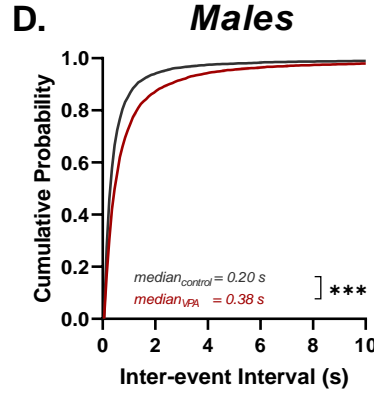 D. Males
Cumulative Probability
1.0
0.8
0.6
0.4
0.2
0.0
median_control = 0.20 s
median_VPA = 0.38 s
***
0 2 4 6 8 10
Inter-event Interval (s)